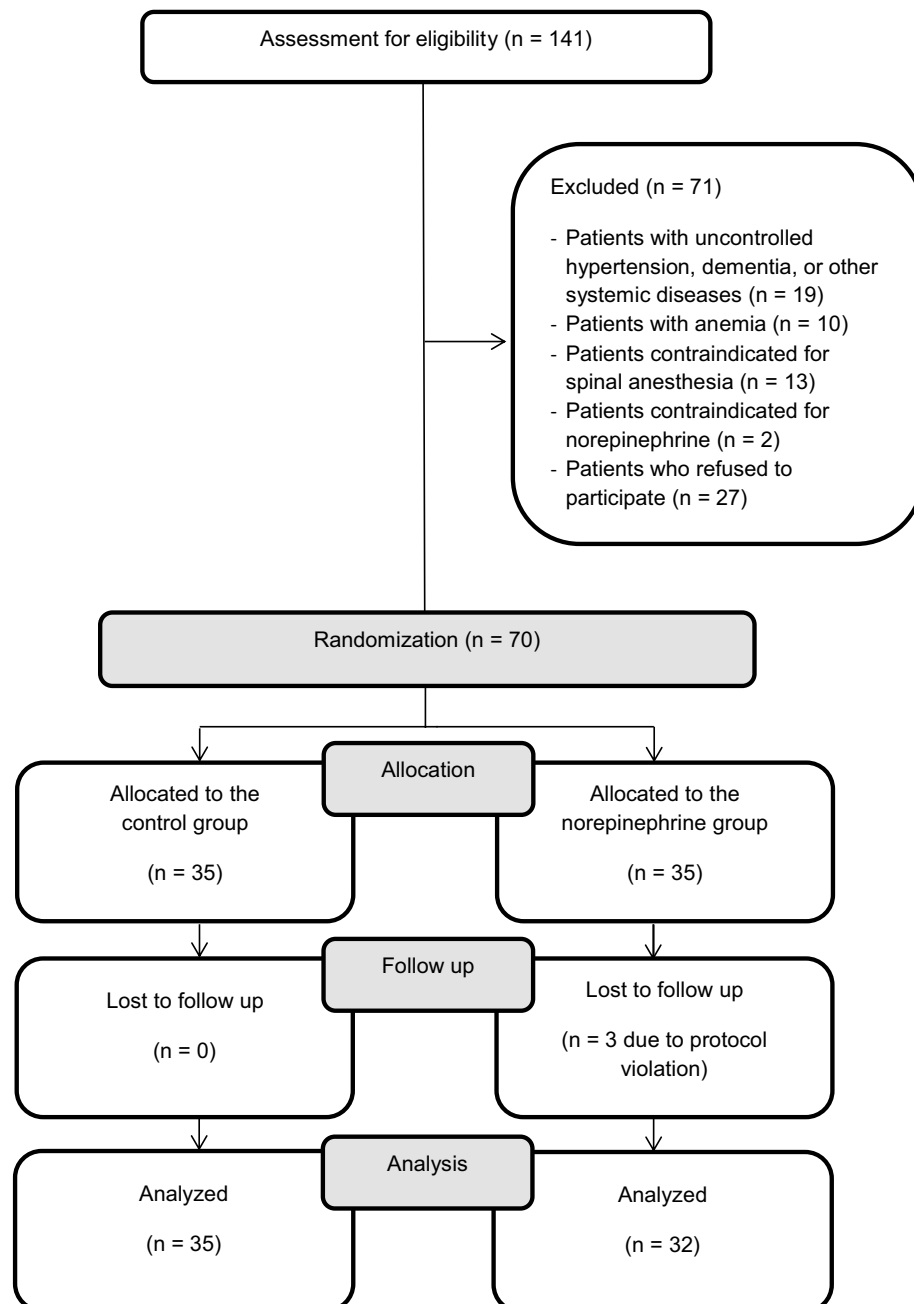 Assessment for eligibility (n = 141)
Excluded (n = 71)
- Patients with uncontrolled
hypertension, dementia, or other
systemic diseases (n = 19)
- Patients with anemia (n = 10)
- Patients contraindicated for
spinal anesthesia (n = 13)
- Patients contraindicated for
norepinephrine (n = 2)
- Patients who refused to
participate (n = 27)
Randomization (n = 70)
Allocation
Allocated to the
control group
(n = 35)
Allocated to the
norepinephrine group
(n = 35)
Follow up
Lost to follow up
(n = 0)
Lost to follow up
(n = 3 due to protocol
violation)
Analysis
Analyzed
(n = 35)
Analyzed
(n = 32)